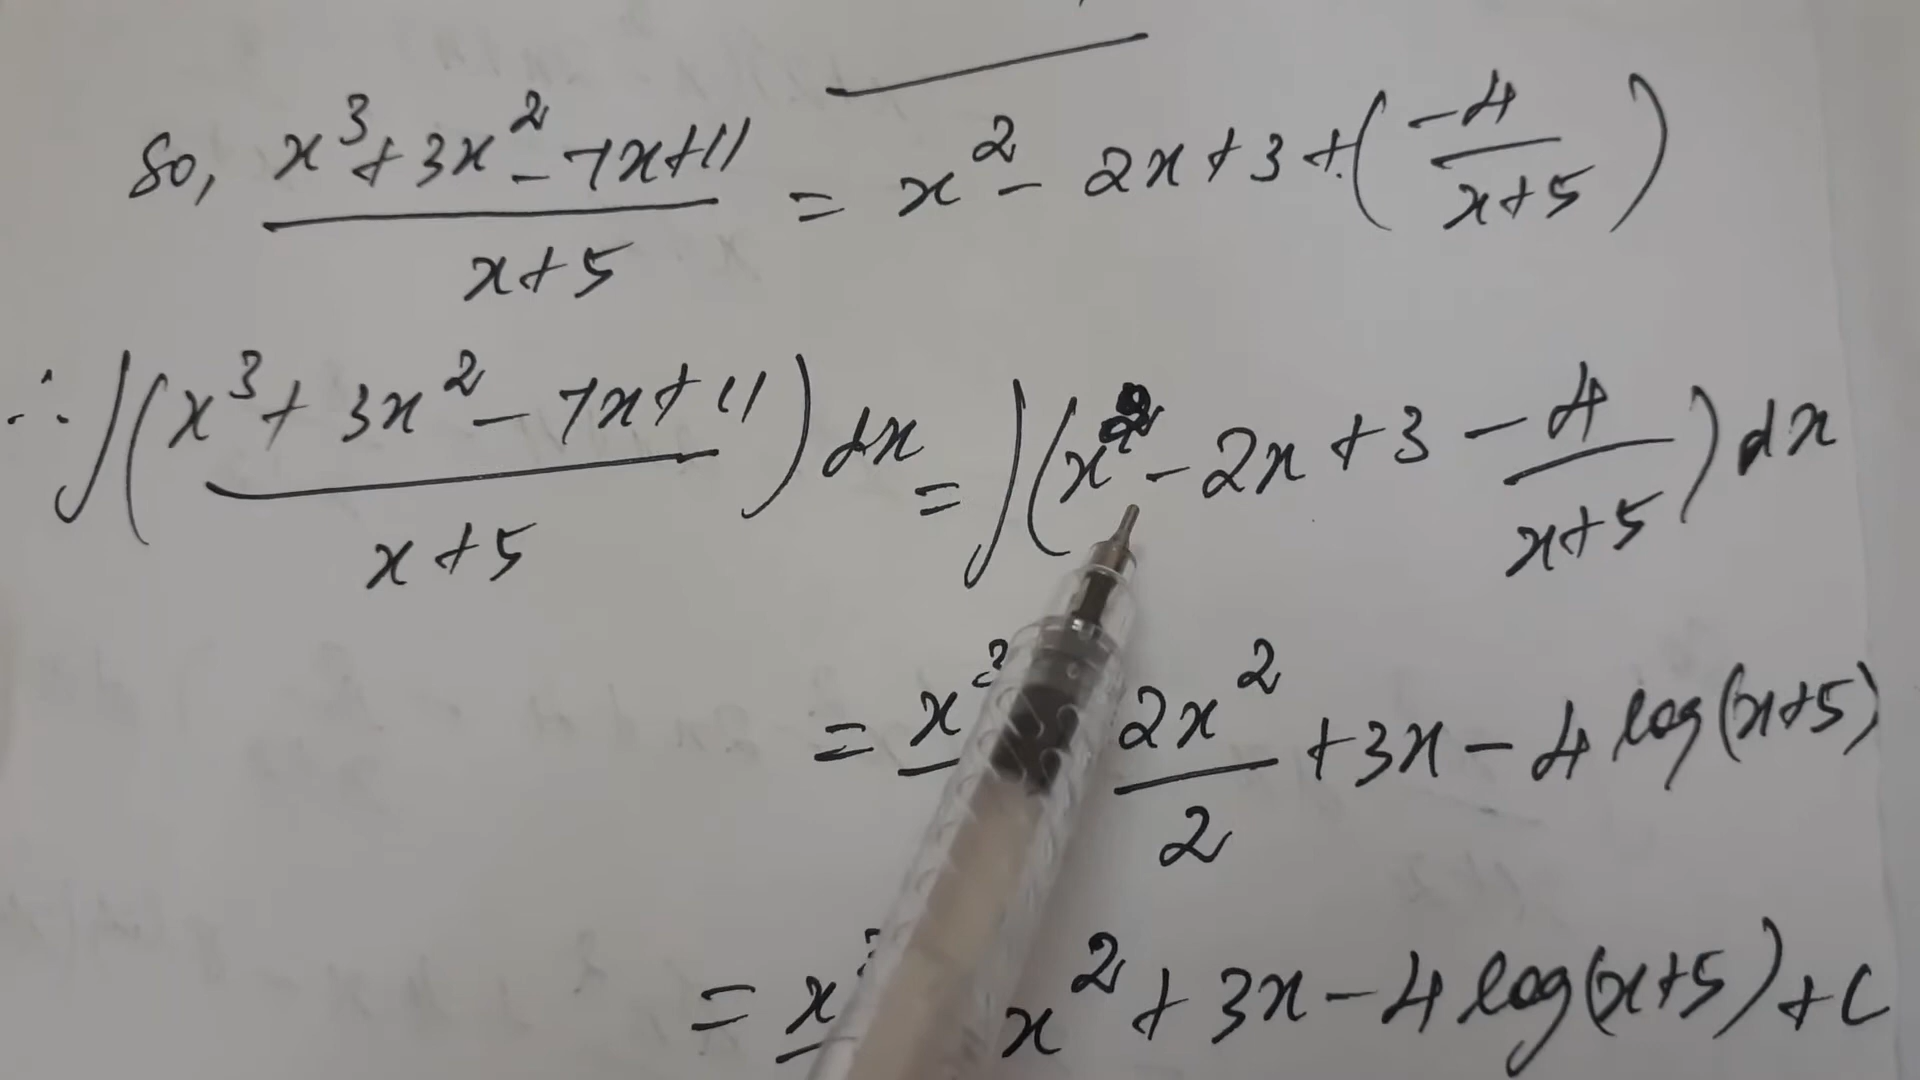 So, (x³ + 3x² - 7x + 11)/(x+5) = x² - 2x + 3 + (-4/(x+5))
∴ ∫((x³ + 3x² - 7x + 11)/(x+5)) dx = ∫(x² - 2x + 3 - 4/(x+5)) dx
= x 2x²/2 + 3x - 4 log(x+5)
= x x² + 3x - 4 log(x+5) + C